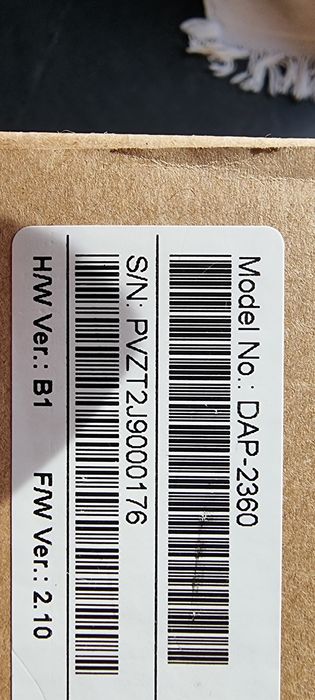 Model No.: DAP-2360
S/N: PVZT2J9000176
H/W Ver.: B1 F/W Ver.: 2.10